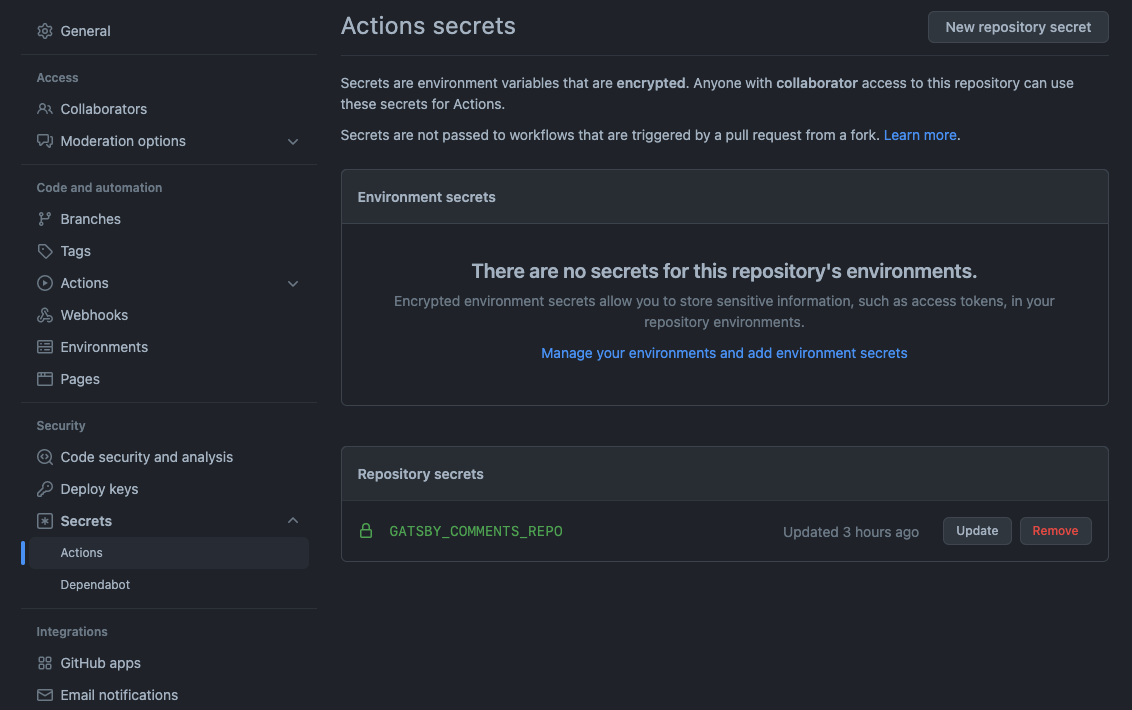 General
Access
Collaborators
Moderation options
Code and automation
Branches
Tags
Actions
Webhooks
Environments
Pages
Security
Code security and analysis
Deploy keys
Secrets
Actions
Dependabot
Integrations
GitHub apps
Email notifications
Actions secrets
New repository secret
Secrets are environment variables that are encrypted. Anyone with collaborator access to this repository can use
these secrets for Actions.
Secrets are not passed to workflows that are triggered by a pull request from a fork. Learn more.
Environment secrets
There are no secrets for this repository's environments.
Encrypted environment secrets allow you to store sensitive information, such as access tokens, in your
repository environments.
Manage your environments and add environment secrets
Repository secrets
GATSBY_COMMENTS_REPO Updated 3 hours ago Update Remove